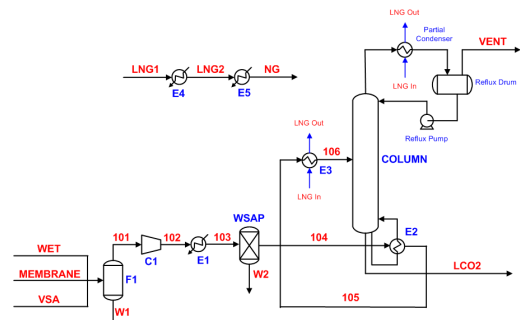 LNG Out
Partial
Condenser
VENT
LNG1
LNG2
NG
E4
E5
LNG In
Reflux Drum
Reflux Pump
LNG Out
106
E3
COLUMN
LNG In
WSAP
E2
101
102
103
104
WET
C1
E1
MEMBRANE
F1
W2
LCO2
VSA
105
W1